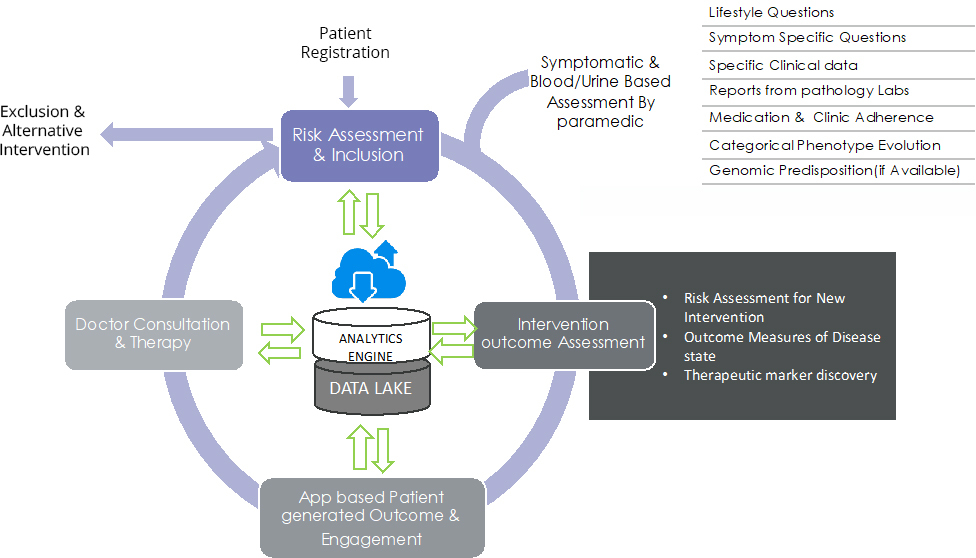 Patient
Registration
Exclusion &
Alternative
Intervention
Risk Assessment
& Inclusion
Symptomatic &
Blood/Urine Based
Assessment By
paramedic
Lifestyle Questions
Symptom Specific Questions
Specific Clinical data
Reports from pathology Labs
Medication & Clinic Adherence
Categorical Phenotype Evolution
Genomic Predisposition(if Available)
Doctor Consultation
& Therapy
ANALYTICS
ENGINE
DATA LAKE
Intervention
outcome Assessment
• Risk Assessment for New
Intervention
• Outcome Measures of Disease
state
• Therapeutic marker discovery
App based Patient
generated Outcome &
Engagement